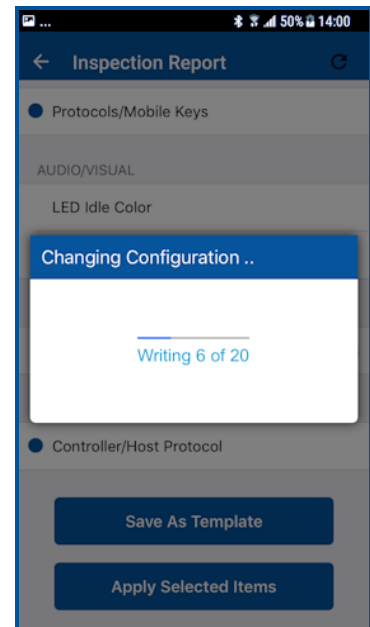 ... 50% 14:00
Inspection Report
Protocols/Mobile Keys
AUDIO/VISUAL
LED Idle Color
Changing Configuration ..
Writing 6 of 20
Controller/Host Protocol
Save As Template
Apply Selected Items